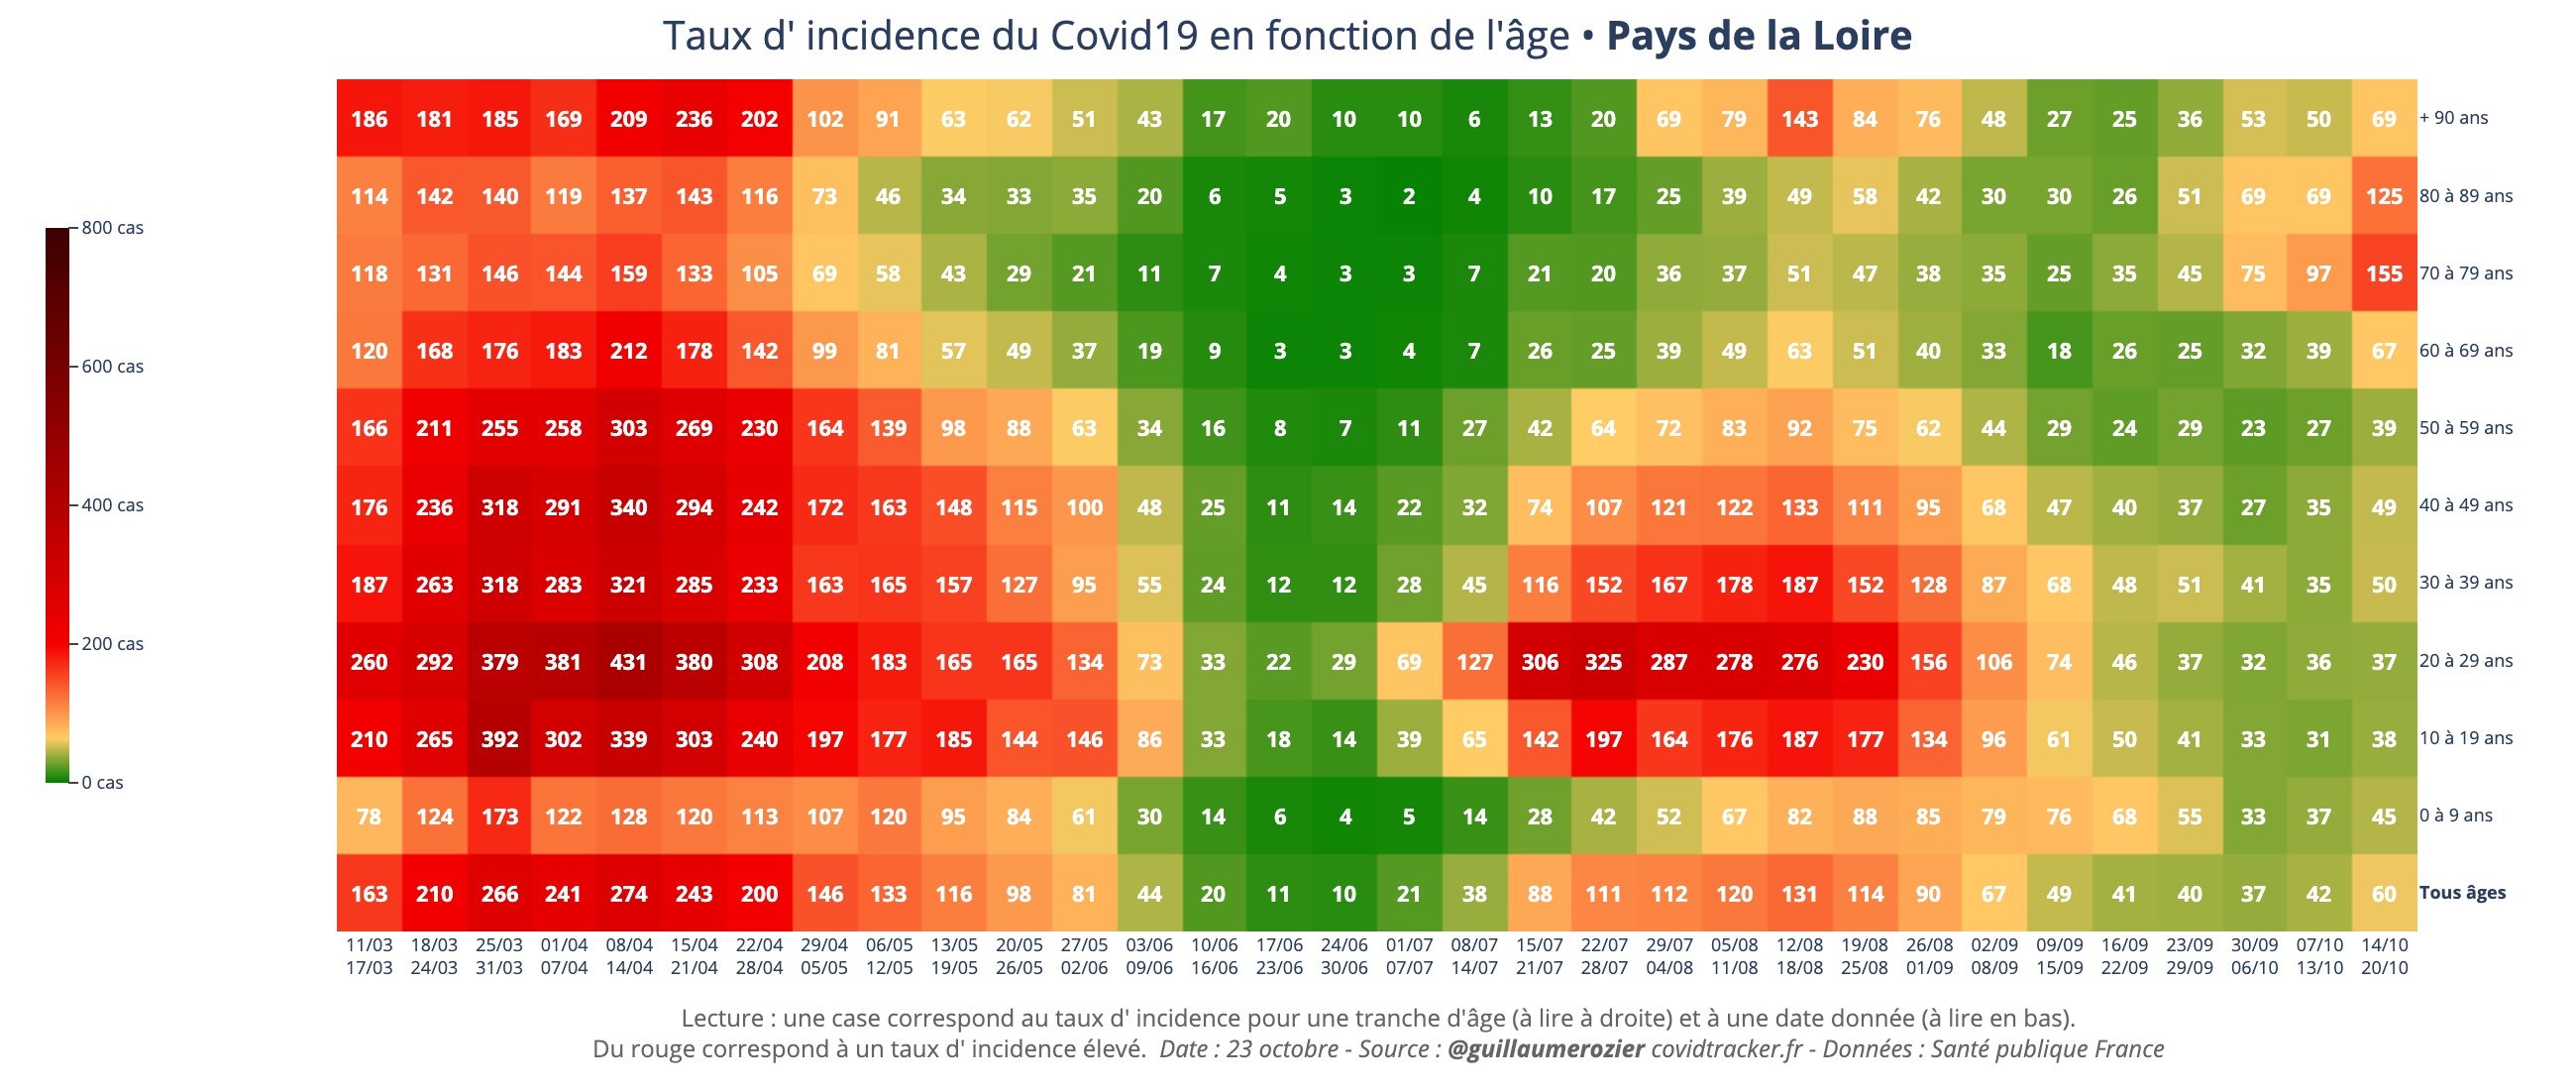 Taux d' incidence du Covid19 en fonction de l'âge • Pays de la Loire
186 181 185 169 209 236 202 102 91 63 62 51 43 17 20 10 10 6 13 20 69 79 143 84 76 48 27 25 36 53 50 69 + 90 ans
114 142 140 119 137 143 116 73 46 34 33 35 20 6 5 3 2 4 10 17 25 39 49 58 42 30 30 26 51 69 69 125 80 à 89 ans
118 131 146 144 159 133 105 69 58 43 29 21 11 7 4 3 3 7 21 20 36 37 51 47 38 35 25 35 45 75 97 155 70 à 79 ans
120 168 176 183 212 178 142 99 81 57 49 37 19 9 3 3 4 7 26 25 39 49 63 51 40 33 18 26 25 32 39 67 60 à 69 ans
166 211 255 258 303 269 230 164 139 98 88 63 34 16 8 7 11 27 42 64 72 83 92 75 62 44 29 24 29 23 27 39 50 à 59 ans
176 236 318 291 340 294 242 172 163 148 115 100 48 25 11 14 22 32 74 107 121 122 133 111 95 68 47 40 37 27 35 49 40 à 49 ans
187 263 318 283 321 285 233 163 165 157 127 95 55 24 12 12 28 45 116 152 167 178 187 152 128 87 68 48 51 41 35 50 30 à 39 ans
260 292 379 381 431 380 308 208 183 165 165 134 73 33 22 29 69 127 306 325 287 278 276 230 156 106 74 46 37 32 36 37 20 à 29 ans
210 265 392 302 339 303 240 197 177 185 144 146 86 33 18 14 39 65 142 197 164 176 187 177 134 96 61 50 41 33 31 38 10 à 19 ans
78 124 173 122 128 120 113 107 120 95 84 61 30 14 6 4 5 14 28 42 52 67 82 88 85 79 76 68 55 33 37 45 0 à 9 ans
163 210 266 241 274 243 200 146 133 116 98 81 44 20 11 10 21 38 88 111 112 120 131 114 90 67 49 41 40 37 42 60 Tous âges
11/03 18/03 25/03 01/04 08/04 15/04 22/04 29/04 06/05 13/05 20/05 27/05 03/06 10/06 17/06 24/06 01/07 08/07 15/07 22/07 29/07 05/08 12/08 19/08 26/08 02/09 09/09 16/09 23/09 30/09 07/10 14/10
17/03 24/03 31/03 07/04 14/04 21/04 28/04 05/05 12/05 19/05 26/05 02/06 09/06 16/06 23/06 30/06 07/07 14/07 21/07 28/07 04/08 11/08 18/08 25/08 01/09 08/09 15/09 22/09 29/09 06/10 13/10 20/10
800 cas
600 cas
400 cas
200 cas
0 cas
Lecture : une case correspond au taux d' incidence pour une tranche d'âge (à lire à droite) et à une date donnée (à lire en bas).
Du rouge correspond à un taux d' incidence élevé. Date : 23 octobre - Source : @guillaumerozier covidtracker.fr - Données : Santé publique France